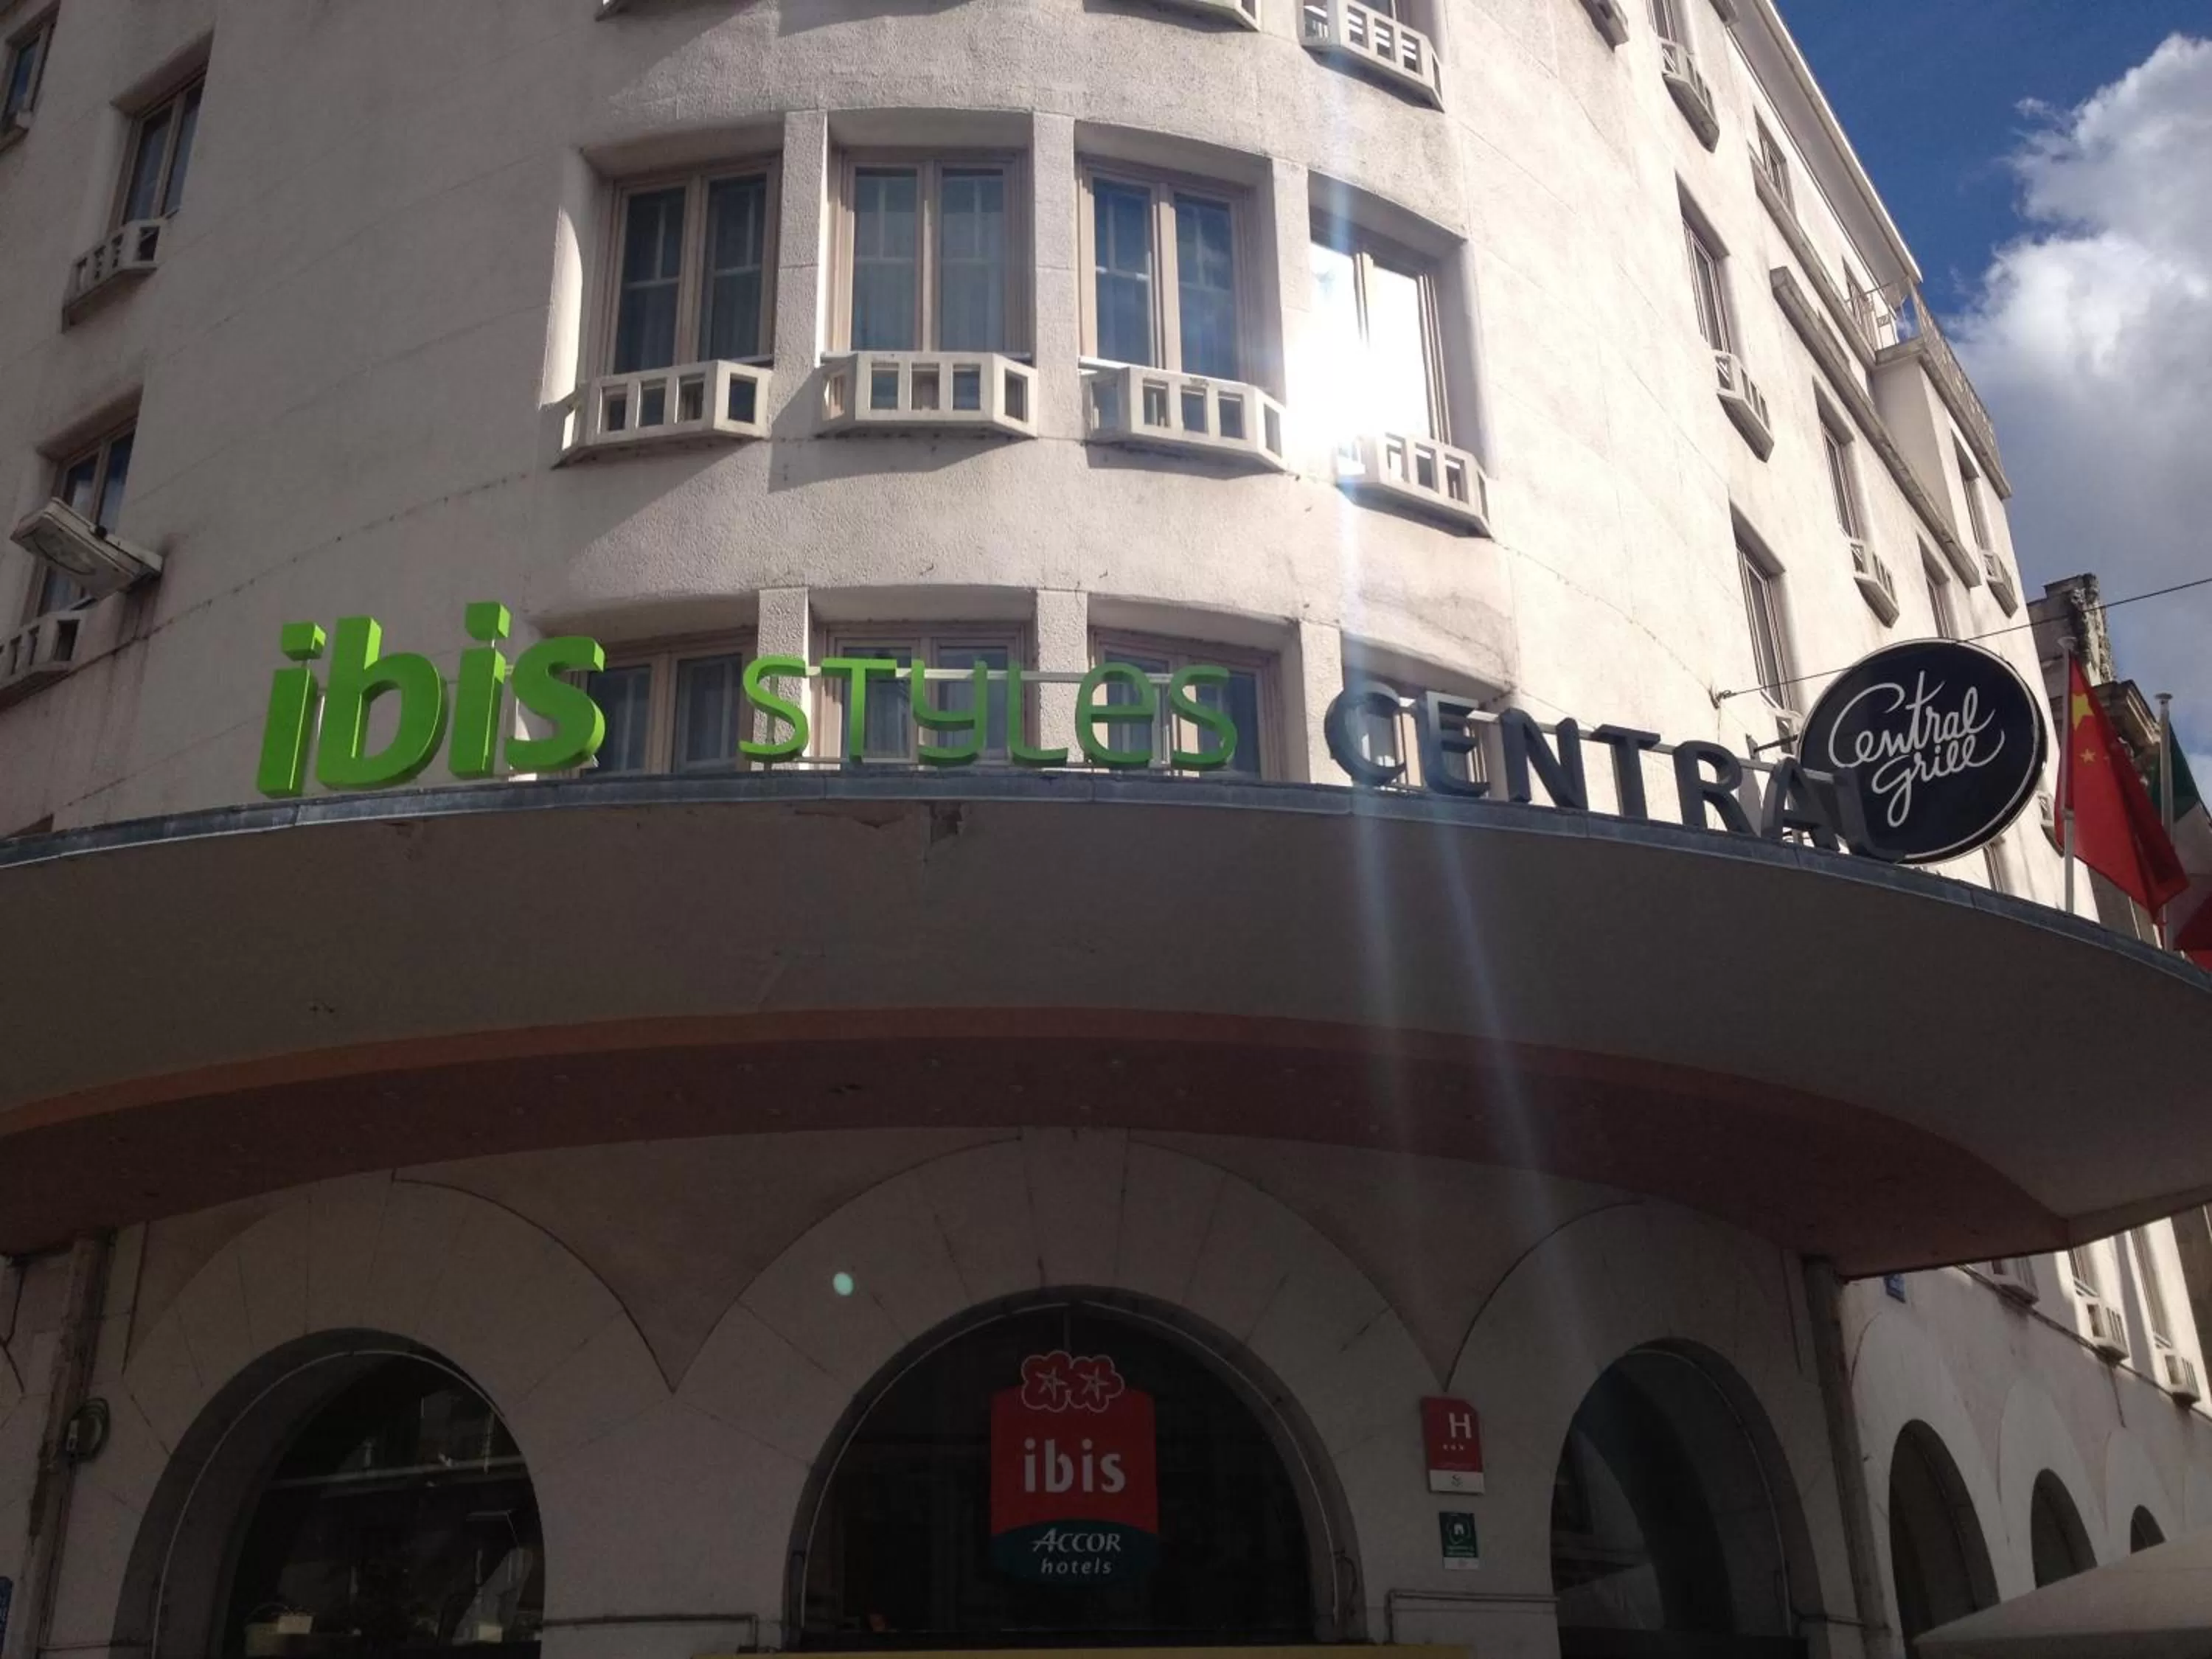 ibis STYLES CENTRAL
Central
Grill
ibis
ACCOR
hotels
H